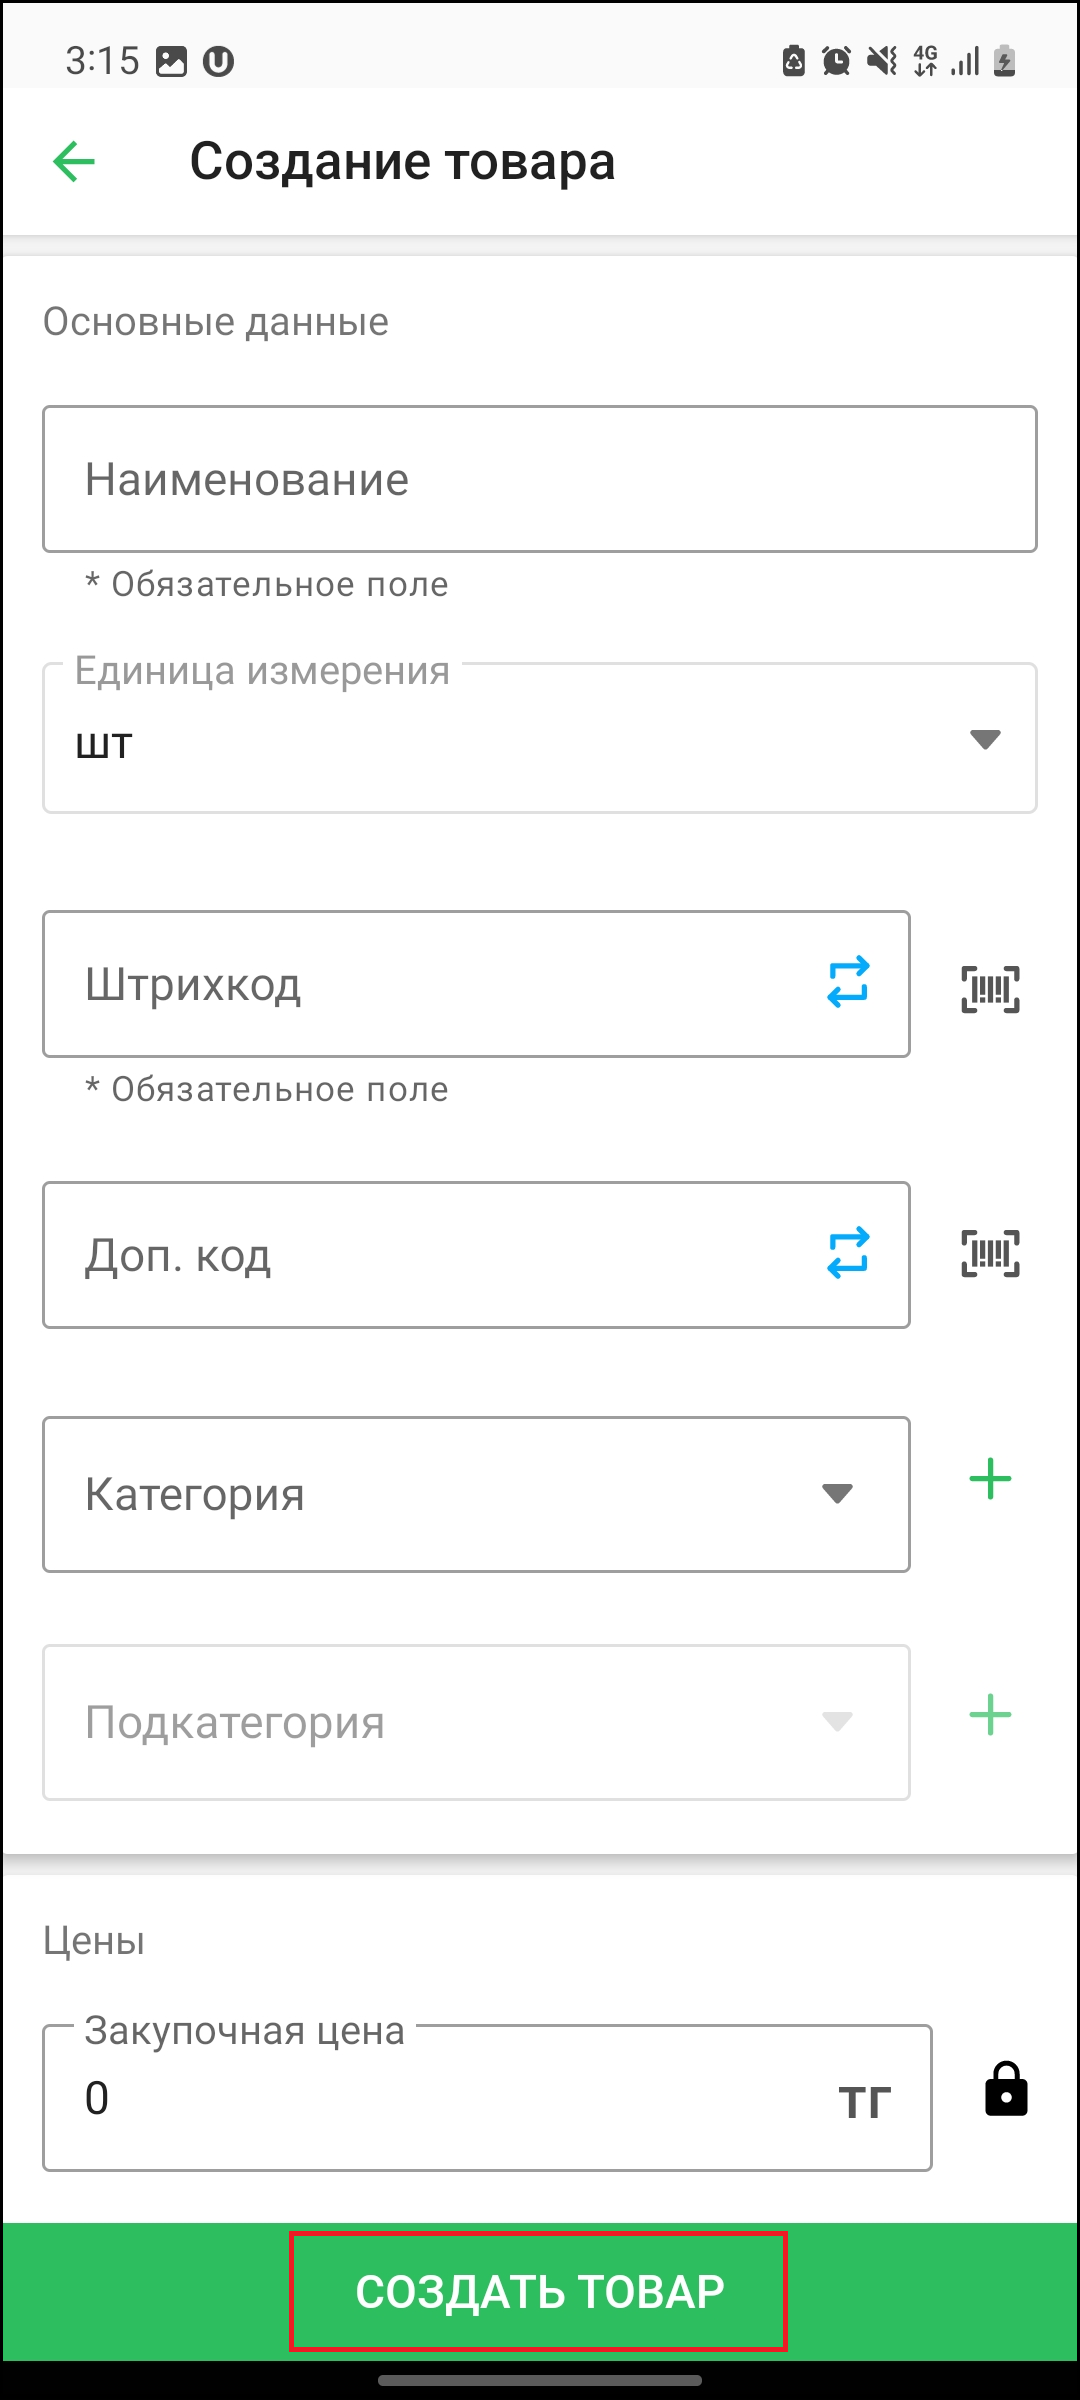 3:15
4G
Создание товара
Основные данные
Наименование
* Обязательное поле
Единица измерения
шт
Штрихкод
* Обязательное поле
Доп. код
Категория
Подкатегория
Цены
Закупочная цена
0 тг
СОЗДАТЬ ТОВАР